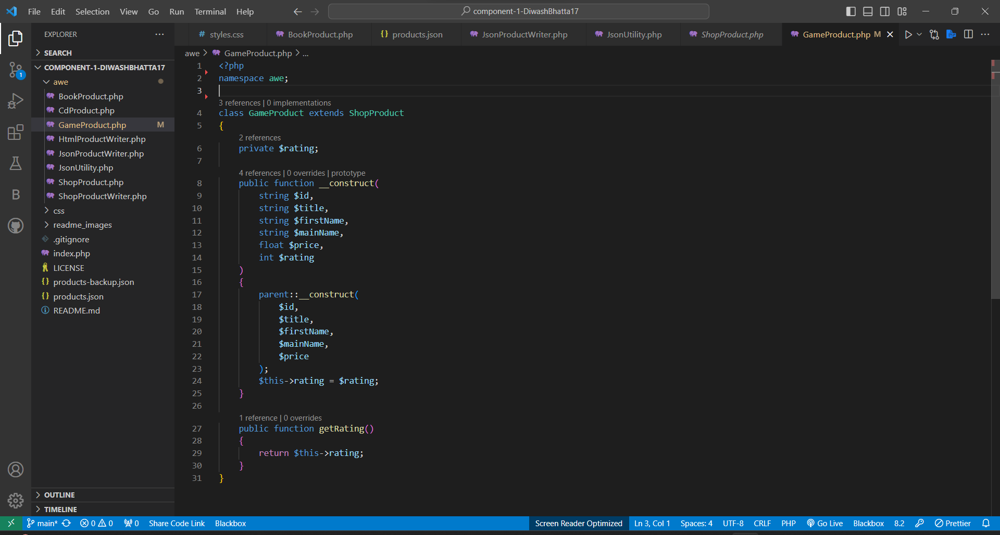 File Edit Selection View Go Run Terminal Help
component-1-DiwashBhatta17
EXPLORER
SEARCH
COMPONENT-1-DIWASHBHATTA17
awe
BookProduct.php
CdProduct.php
GameProduct.php M
HtmlProductWriter.php
JsonProductWriter.php
JsonUtility.php
ShopProduct.php
ShopProductWriter.php
css
readme_images
.gitignore
index.php
LICENSE
products-backup.json
products.json
README.md
OUTLINE
TIMELINE
styles.css BookProduct.php products.json JsonProductWriter.php JsonUtility.php ShopProduct.php GameProduct.php M
awe > GameProduct.php > ...
1 <?php
2 namespace awe;
3
3 references | 0 implementations
4 class GameProduct extends ShopProduct
5 {
2 references
6 private $rating;
7
4 references | 0 overrides | prototype
8 public function __construct(
9 string $id,
10 string $title,
11 string $firstName,
12 string $mainName,
13 float $price,
14 int $rating
15 )
16 {
17 parent::__construct(
18 $id,
19 $title,
20 $firstName,
21 $mainName,
22 $price
23 );
24 $this->rating = $rating;
25 }
26
1 reference | 0 overrides
27 public function getRating()
28 {
29 return $this->rating;
30 }
31 }
1
B
main* 0 0 0 Share Code Link Blackbox Screen Reader Optimized Ln 3, Col 1 Spaces: 4 UTF-8 CRLF PHP Go Live Blackbox 8.2 Prettier